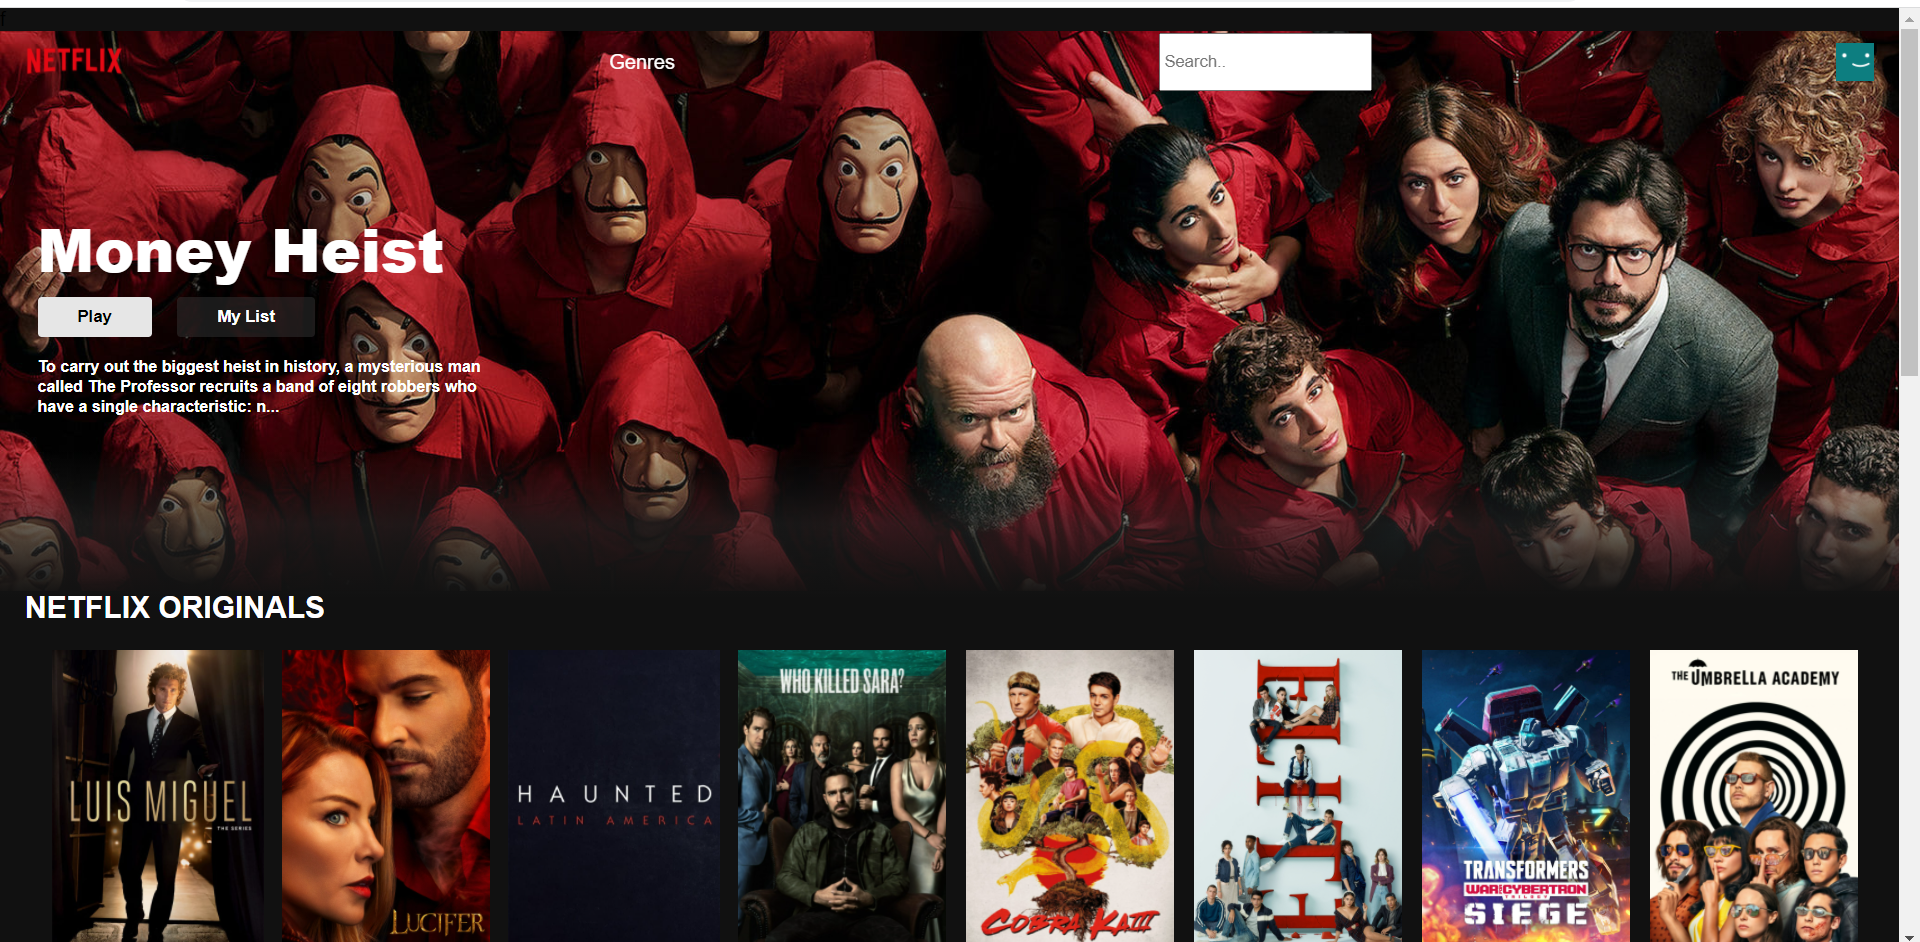 f
NETFLIX
Genres
Search..
Money Heist
Play
My List
To carry out the biggest heist in history, a mysterious man
called The Professor recruits a band of eight robbers who
have a single characteristic: n...
NETFLIX ORIGINALS
LUIS MIGUEL
THE SERIES
LUCIFER
HAUNTED
LATIN AMERICA
WHO KILLED SARA?
COBRA KAI III
ELITE
TRANSFORMERS
WAR FOR CYBERTRON
TRILOGY
SIEGE
THE UMBRELLA ACADEMY